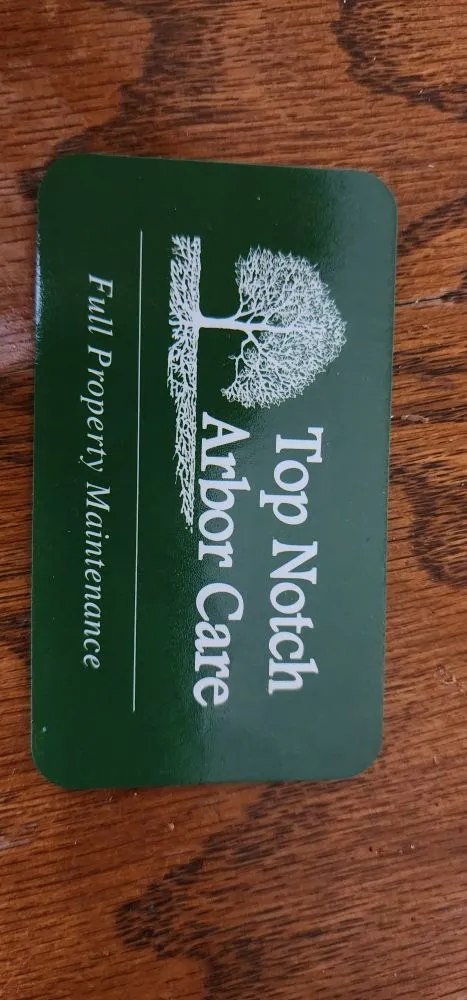 Top Notch
Arbor Care
Full Property Maintenance